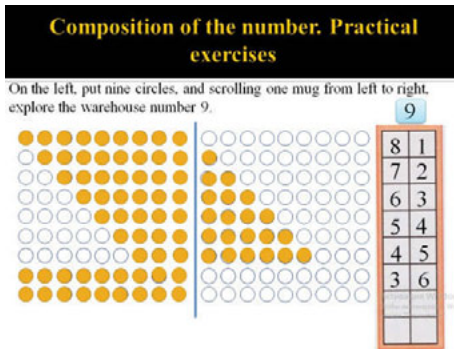 Composition of the number. Practical
exercises
On the left, put nine circles, and scrolling one mug from left to right,
explore the warehouse number 9.
9
8 1
7 2
6 3
5 4
4 5
3 6